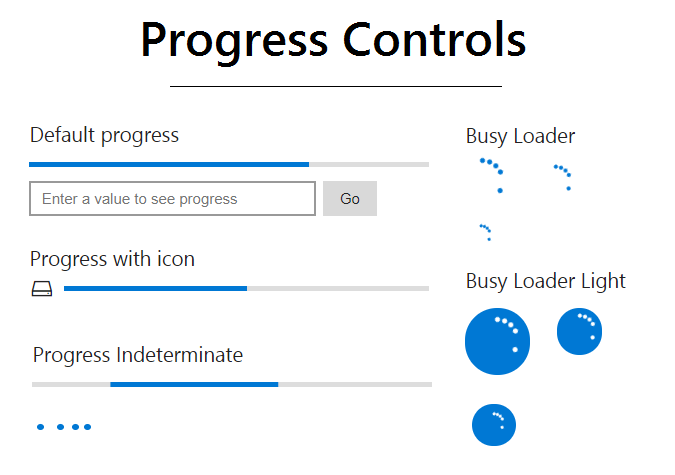 Progress Controls
Default progress
Enter a value to see progress
Go
Progress with icon
Progress Indeterminate
Busy Loader
Busy Loader Light